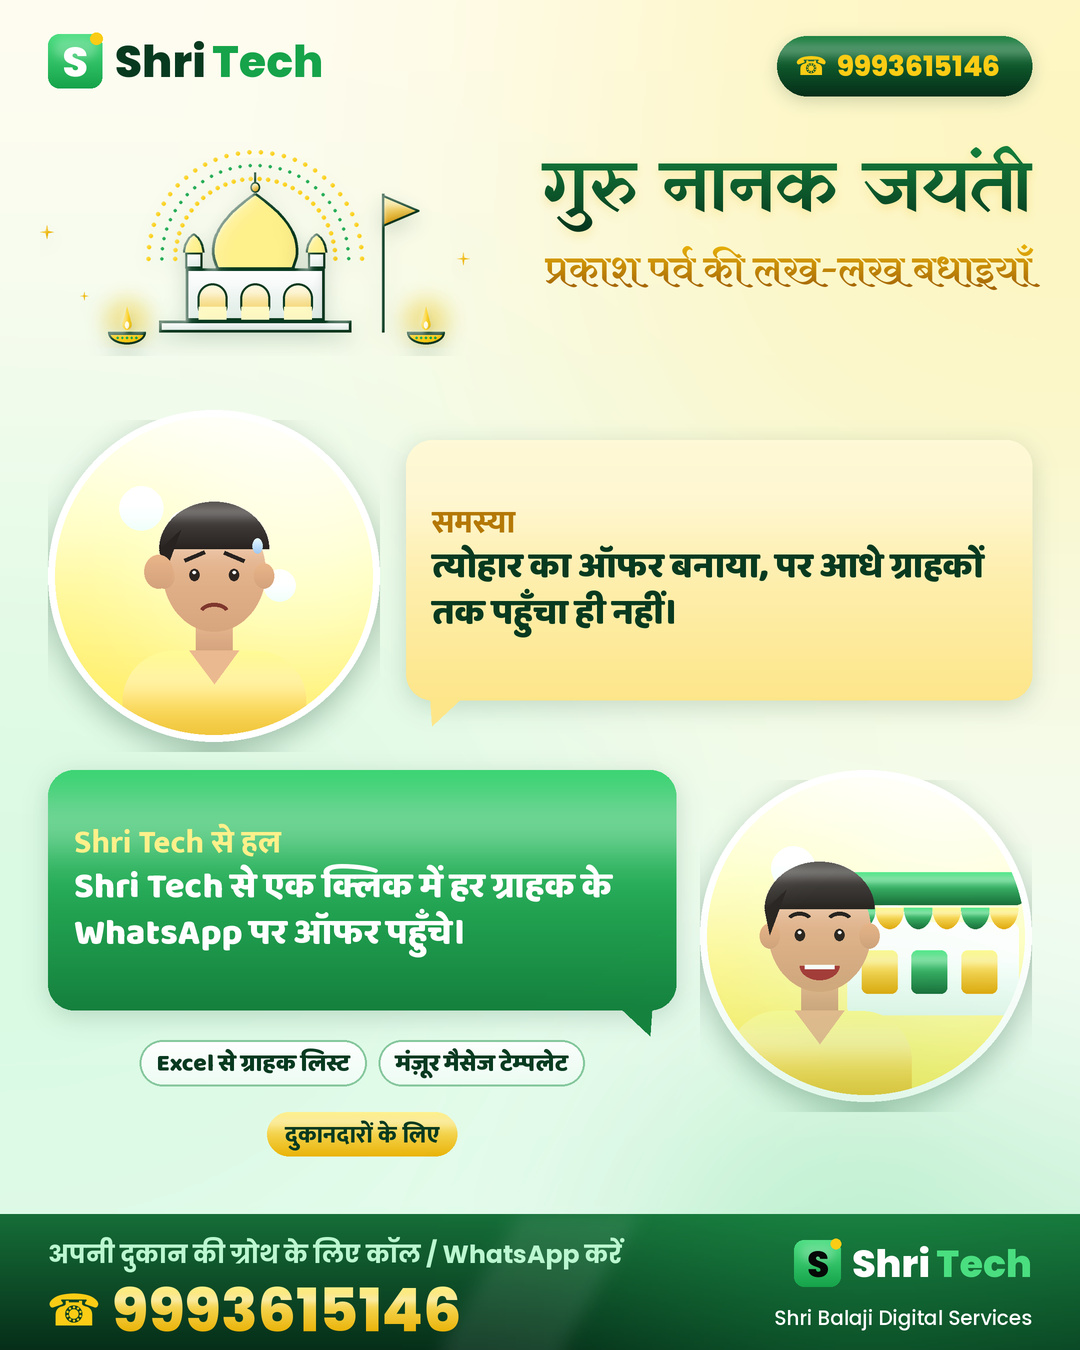 S Shri Tech
☎ 9993615146
गुरु नानक जयंती
प्रकाश पर्व की लख-लख बधाइयाँ
समस्या
त्योहार का ऑफर बनाया, पर आधे ग्राहकों
तक पहुँचा ही नहीं।
Shri Tech से हल
Shri Tech से एक क्लिक में हर ग्राहक के
WhatsApp पर ऑफर पहुँचे।
Excel से ग्राहक लिस्ट
मंज़ूर मैसेज टेम्पलेट
दुकानदारों के लिए
अपनी दुकान की ग्रोथ के लिए कॉल / WhatsApp करें
☎ 9993615146
S Shri Tech
Shri Balaji Digital Services